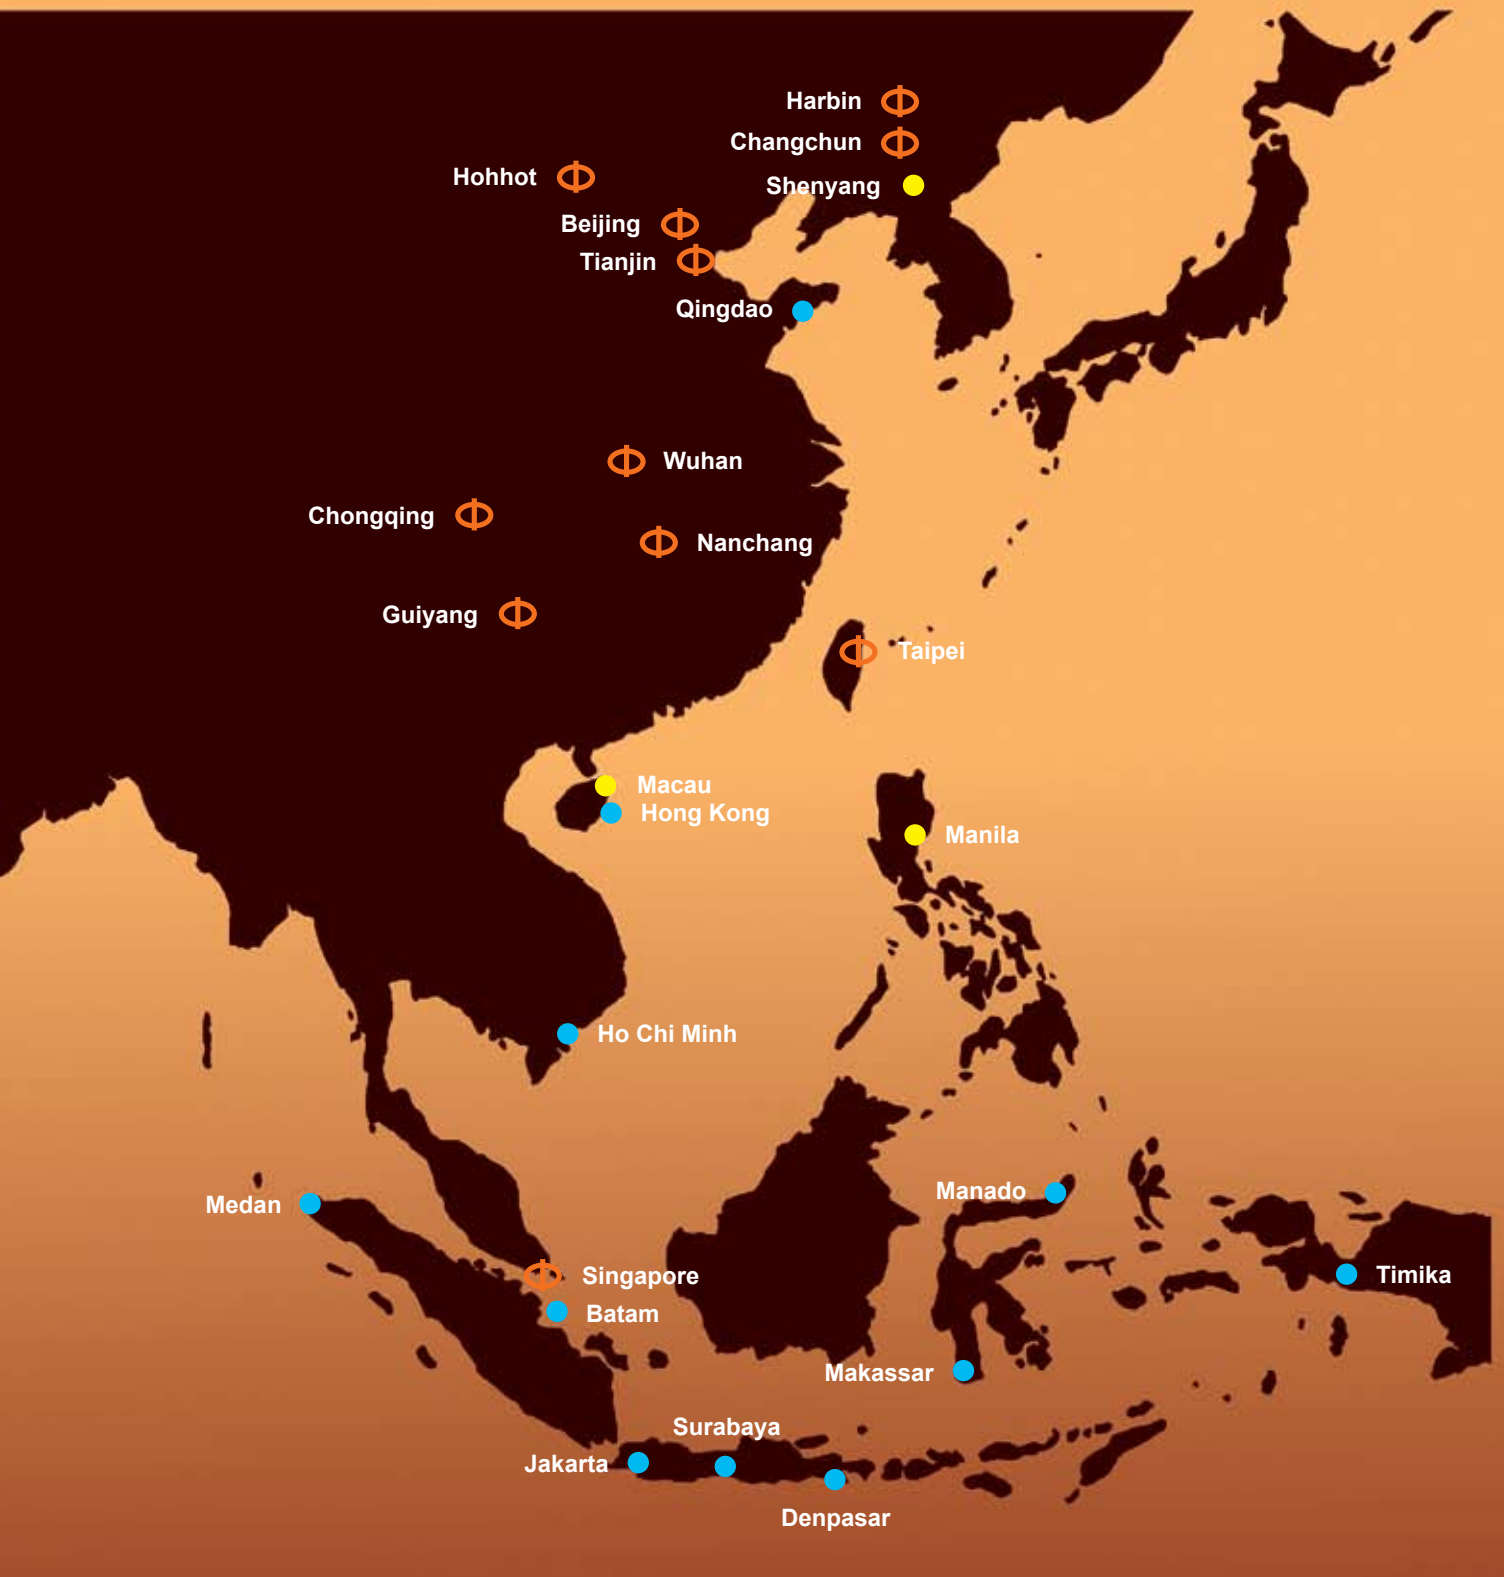 Harbin
Changchun
Hohhot
Shenyang
Beijing
Tianjin
Qingdao
Wuhan
Chongqing
Nanchang
Guiyang
Taipei
Macau
Hong Kong
Manila
Ho Chi Minh
Manado
Medan
Singapore
Timika
Batam
Makassar
Surabaya
Jakarta
Denpasar